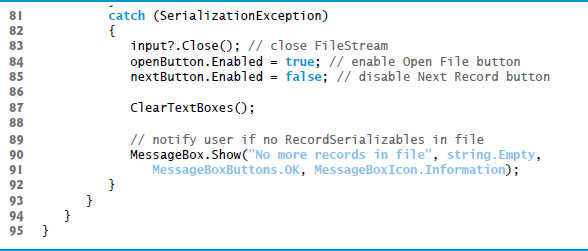 81 catch (SerializationException)
82 {
83 input?.Close(); // close FileStream
84 openButton.Enabled = true; // enable Open File button
85 nextButton.Enabled = false; // disable Next Record button
86
87 ClearTextBoxes();
88
89 // notify user if no RecordSerializables in file
90 MessageBox.Show("No more records in file", string.Empty,
91 MessageBoxButtons.OK, MessageBoxIcon.Information);
92 }
93 }
94 }
95 }